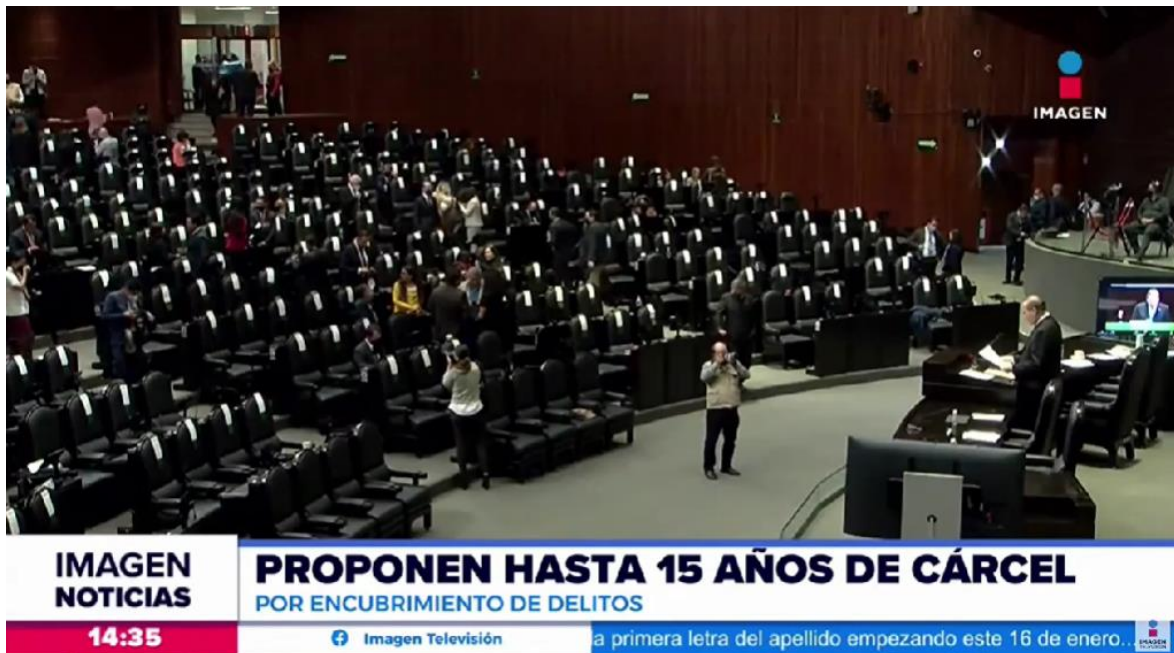 IMAGEN
IMAGEN
NOTICIAS
PROPONEN HASTA 15 AÑOS DE CÁRCEL
POR ENCUBRIMIENTO DE DELITOS
14:35
Imagen Televisión
a primera letra del apellido empezando este 16 de enero...
IMAGEN